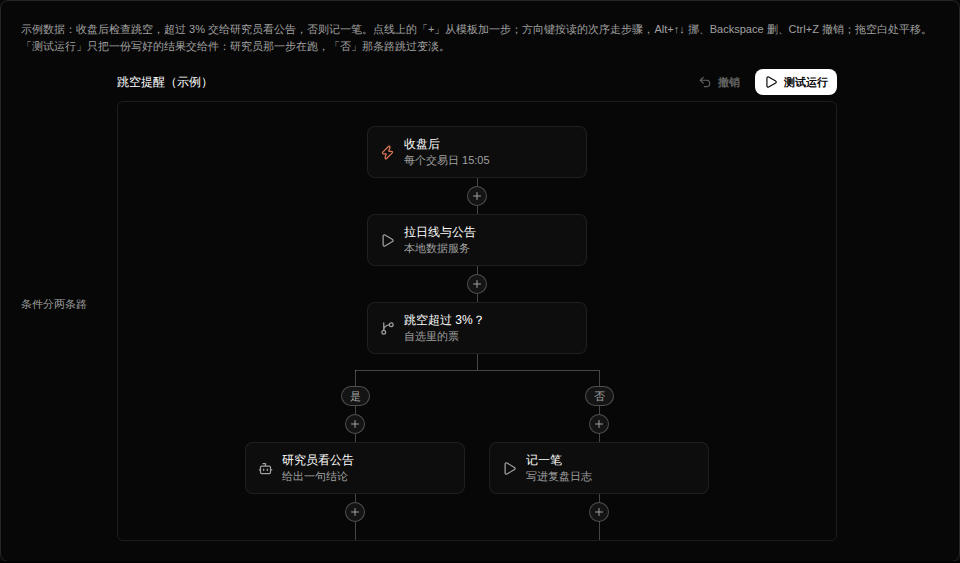 示例数据：收盘后检查跳空，超过 3% 交给研究员看公告，否则记一笔。点线上的「+」从模板加一步；方向键按读的次序走步骤，Alt+↑↓ 挪、Backspace 删、Ctrl+Z 撤销；拖空白处平移。
「测试运行」只把一份写好的结果交给件：研究员那一步在跑，「否」那条路跳过变淡。
跳空提醒（示例）
撤销
测试运行
收盘后
每个交易日 15:05
拉日线与公告
本地数据服务
条件分两条路
跳空超过 3%？
自选里的票
是
否
研究员看公告
给出一句结论
记一笔
写进复盘日志